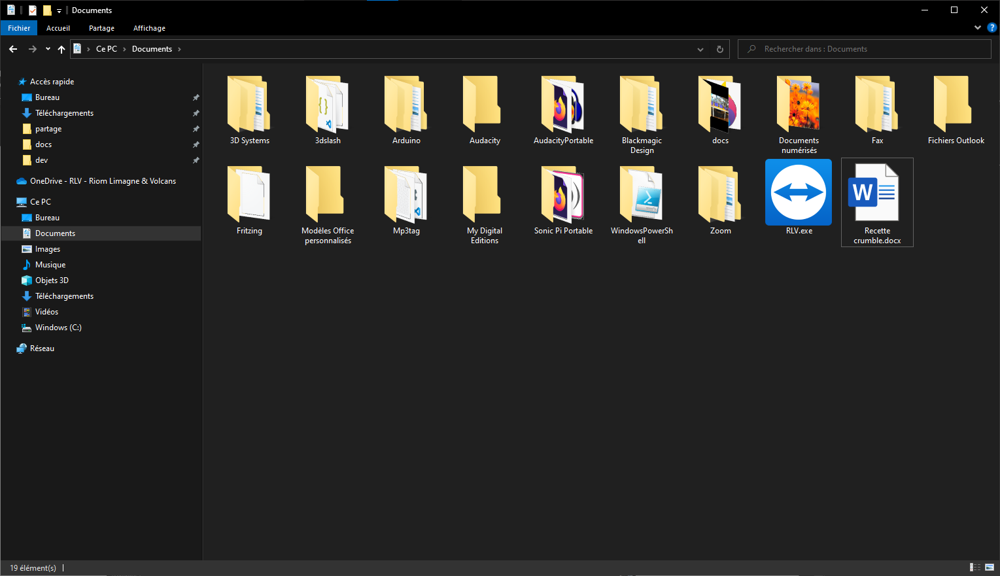 Documents
Fichier Accueil Partage Affichage
Ce PC Documents
Rechercher dans : Documents
Accès rapide
Bureau
Téléchargements
partage
docs
dev
OneDrive - RLV - Riom Limagne & Volcans
Ce PC
Bureau
Documents
Images
Musique
Objets 3D
Téléchargements
Vidéos
Windows (C:)
Réseau
3D Systems
3dslash
Arduino
Audacity
AudacityPortable
Blackmagic
Design
docs
Documents
numérisés
Fax
Fichiers Outlook
Fritzing
Modèles Office
personnalisés
Mp3tag
My Digital
Editions
Sonic Pi Portable
WindowsPowerSh
ell
Zoom
RLV.exe
W
Recette
crumble.docx
19 élément(s)